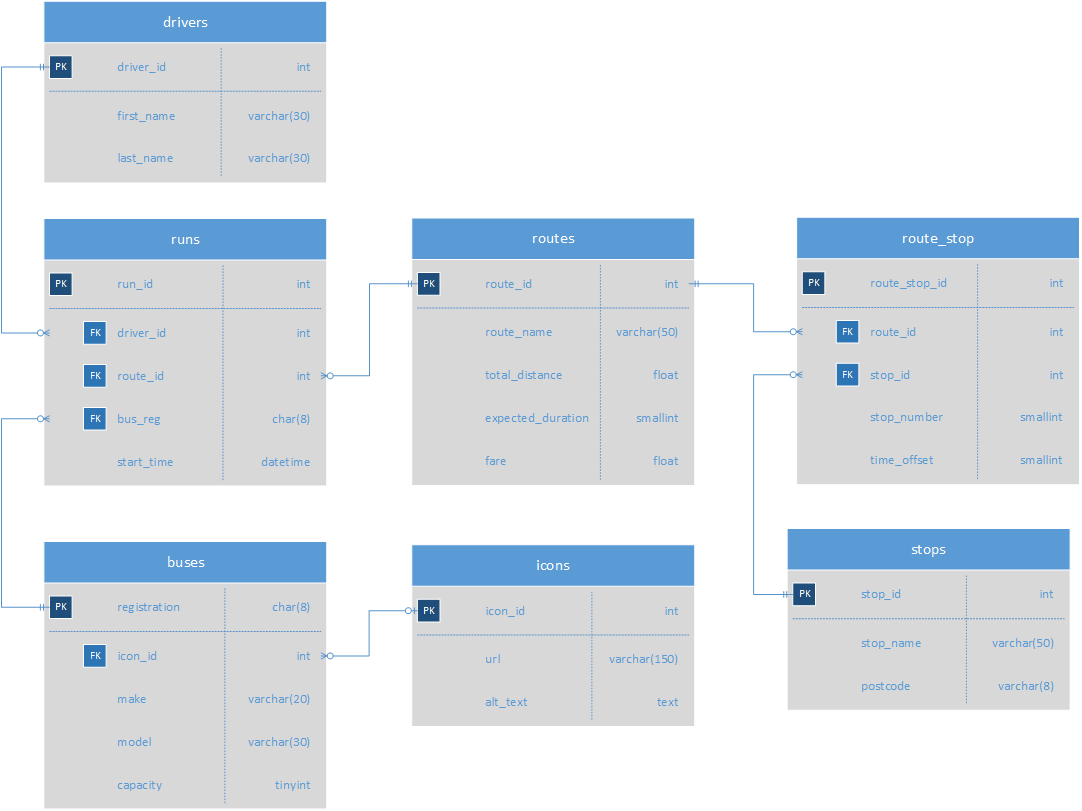 drivers
PK driver_id int
first_name varchar(30)
last_name varchar(30)
runs
PK run_id int
FK driver_id int
FK route_id int
FK bus_reg char(8)
start_time datetime
routes
PK route_id int
route_name varchar(50)
total_distance float
expected_duration smallint
fare float
route_stop
PK route_stop_id int
FK route_id int
FK stop_id int
stop_number smallint
time_offset smallint
buses
PK registration char(8)
FK icon_id int
make varchar(20)
model varchar(30)
capacity tinyint
icons
PK icon_id int
url varchar(150)
alt_text text
stops
PK stop_id int
stop_name varchar(50)
postcode varchar(8)